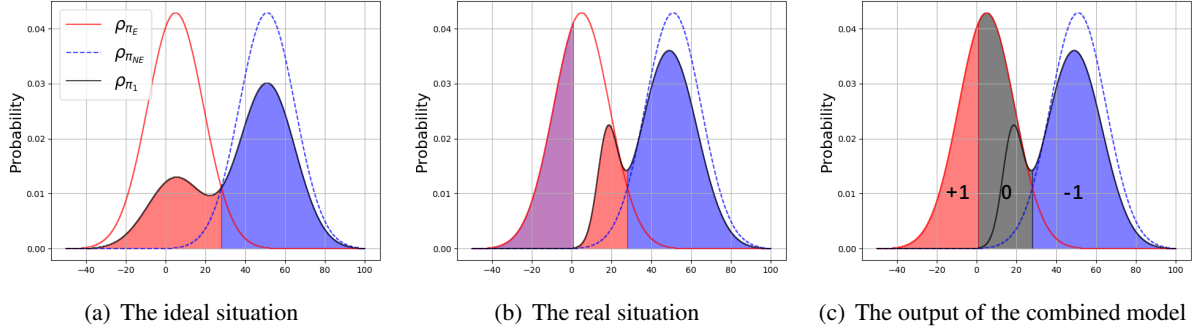 Probability
0.04
0.03
0.02
0.01
0.00
ρπE
ρπNE
ρπ1
−40 −20 0 20 40 60 80 100
(a) The ideal situation
Probability
0.04
0.03
0.02
0.01
0.00
−40 −20 0 20 40 60 80 100
(b) The real situation
Probability
0.04
0.03
0.02
0.01
0.00
+1 0 -1
−40 −20 0 20 40 60 80 100
(c) The output of the combined model